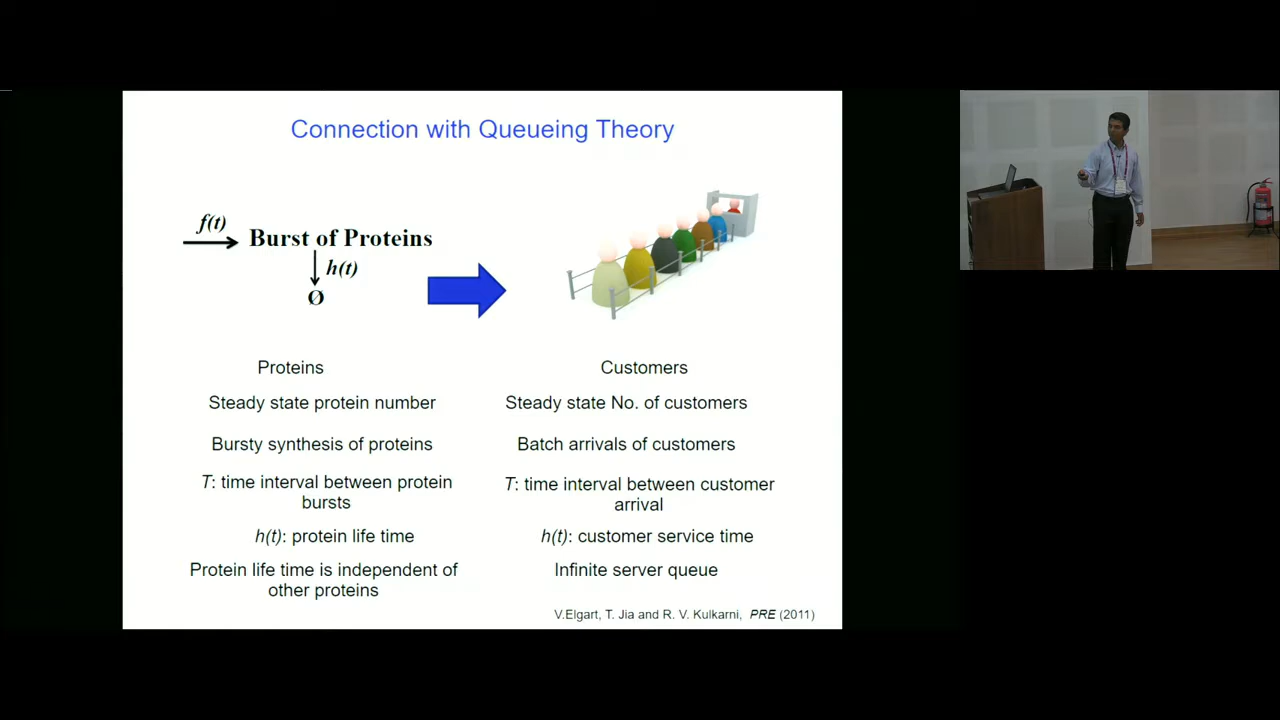 Connection with Queueing Theory
f(t)
Burst of Proteins
h(t)
Ø
Proteins
Customers
Steady state protein number
Steady state No. of customers
Bursty synthesis of proteins
Batch arrivals of customers
T: time interval between protein
bursts
T: time interval between customer
arrival
h(t): protein life time
h(t): customer service time
Protein life time is independent of
other proteins
Infinite server queue
V.Elgart, T. Jia and R. V. Kulkarni, PRE (2011)